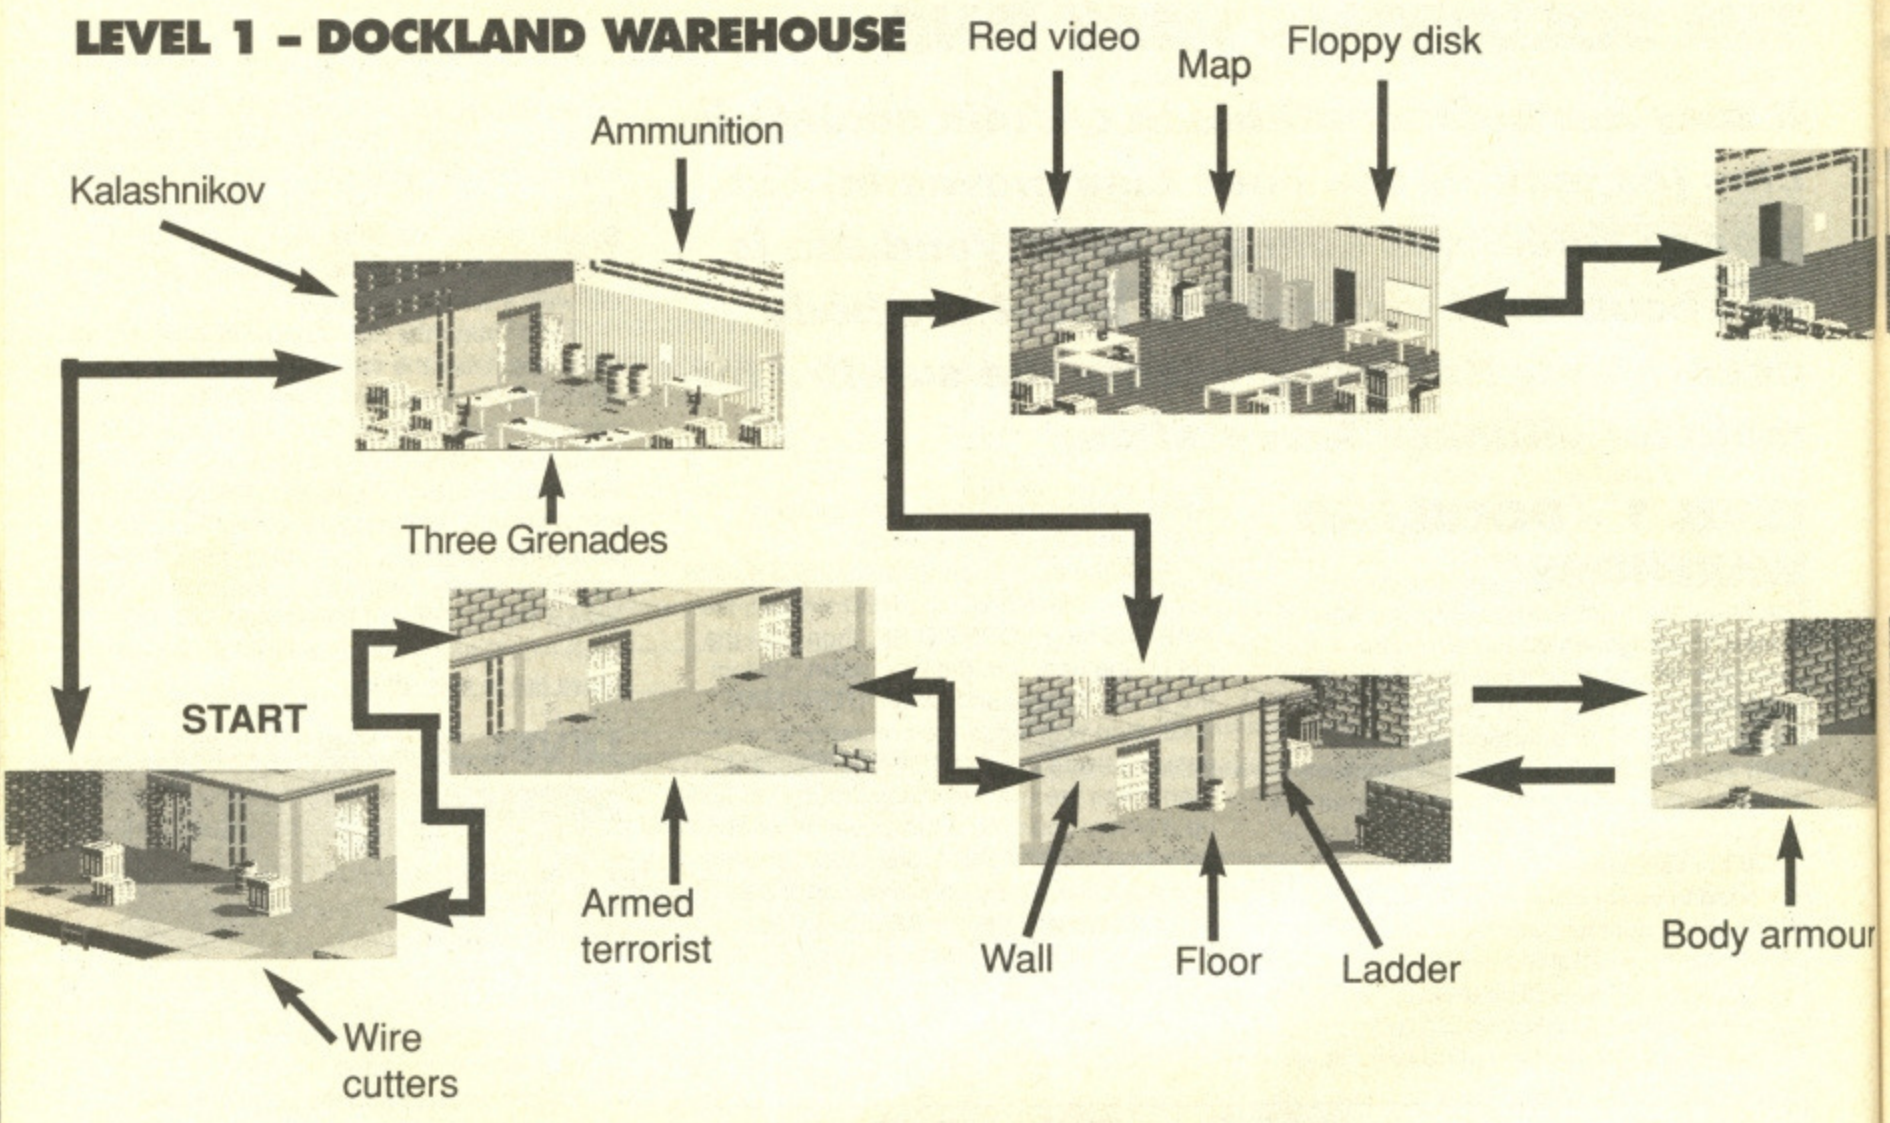 LEVEL 1 – DOCKLAND WAREHOUSE
Red video
Map
Floppy disk
Ammunition
Kalashnikov
Three Grenades
START
Armed
terrorist
Wall
Floor
Ladder
Body armour
Wire
cutters